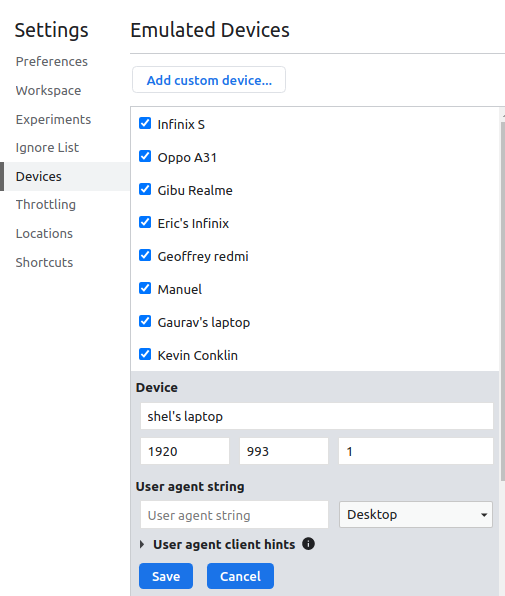 Settings
Preferences
Workspace
Experiments
Ignore List
Devices
Throttling
Locations
Shortcuts
Emulated Devices
Add custom device...
Infinix S
Oppo A31
Gibu Realme
Eric's Infinix
Geoffrey redmi
Manuel
Gaurav's laptop
Kevin Conklin
Device
shel's laptop
1920 993 1
User agent string
User agent string Desktop
User agent client hints
Save Cancel